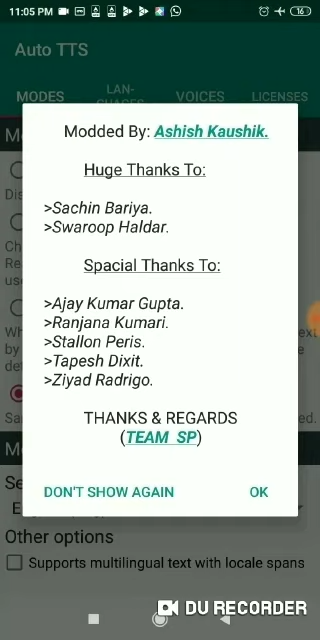 11:05 PM
16
Auto TTS
MODES
LAN-
GUAGES
VOICES
LICENSES
Modded By: Ashish Kaushik.
Huge Thanks To:
>Sachin Bariya.
>Swaroop Haldar.
Spacial Thanks To:
>Ajay Kumar Gupta.
>Ranjana Kumari.
>Stallon Peris.
>Tapesh Dixit.
>Ziyad Radrigo.
THANKS & REGARDS
(TEAM SP)
DON'T SHOW AGAIN
OK
Other options
Supports multilingual text with locale spans
DU RECORDER